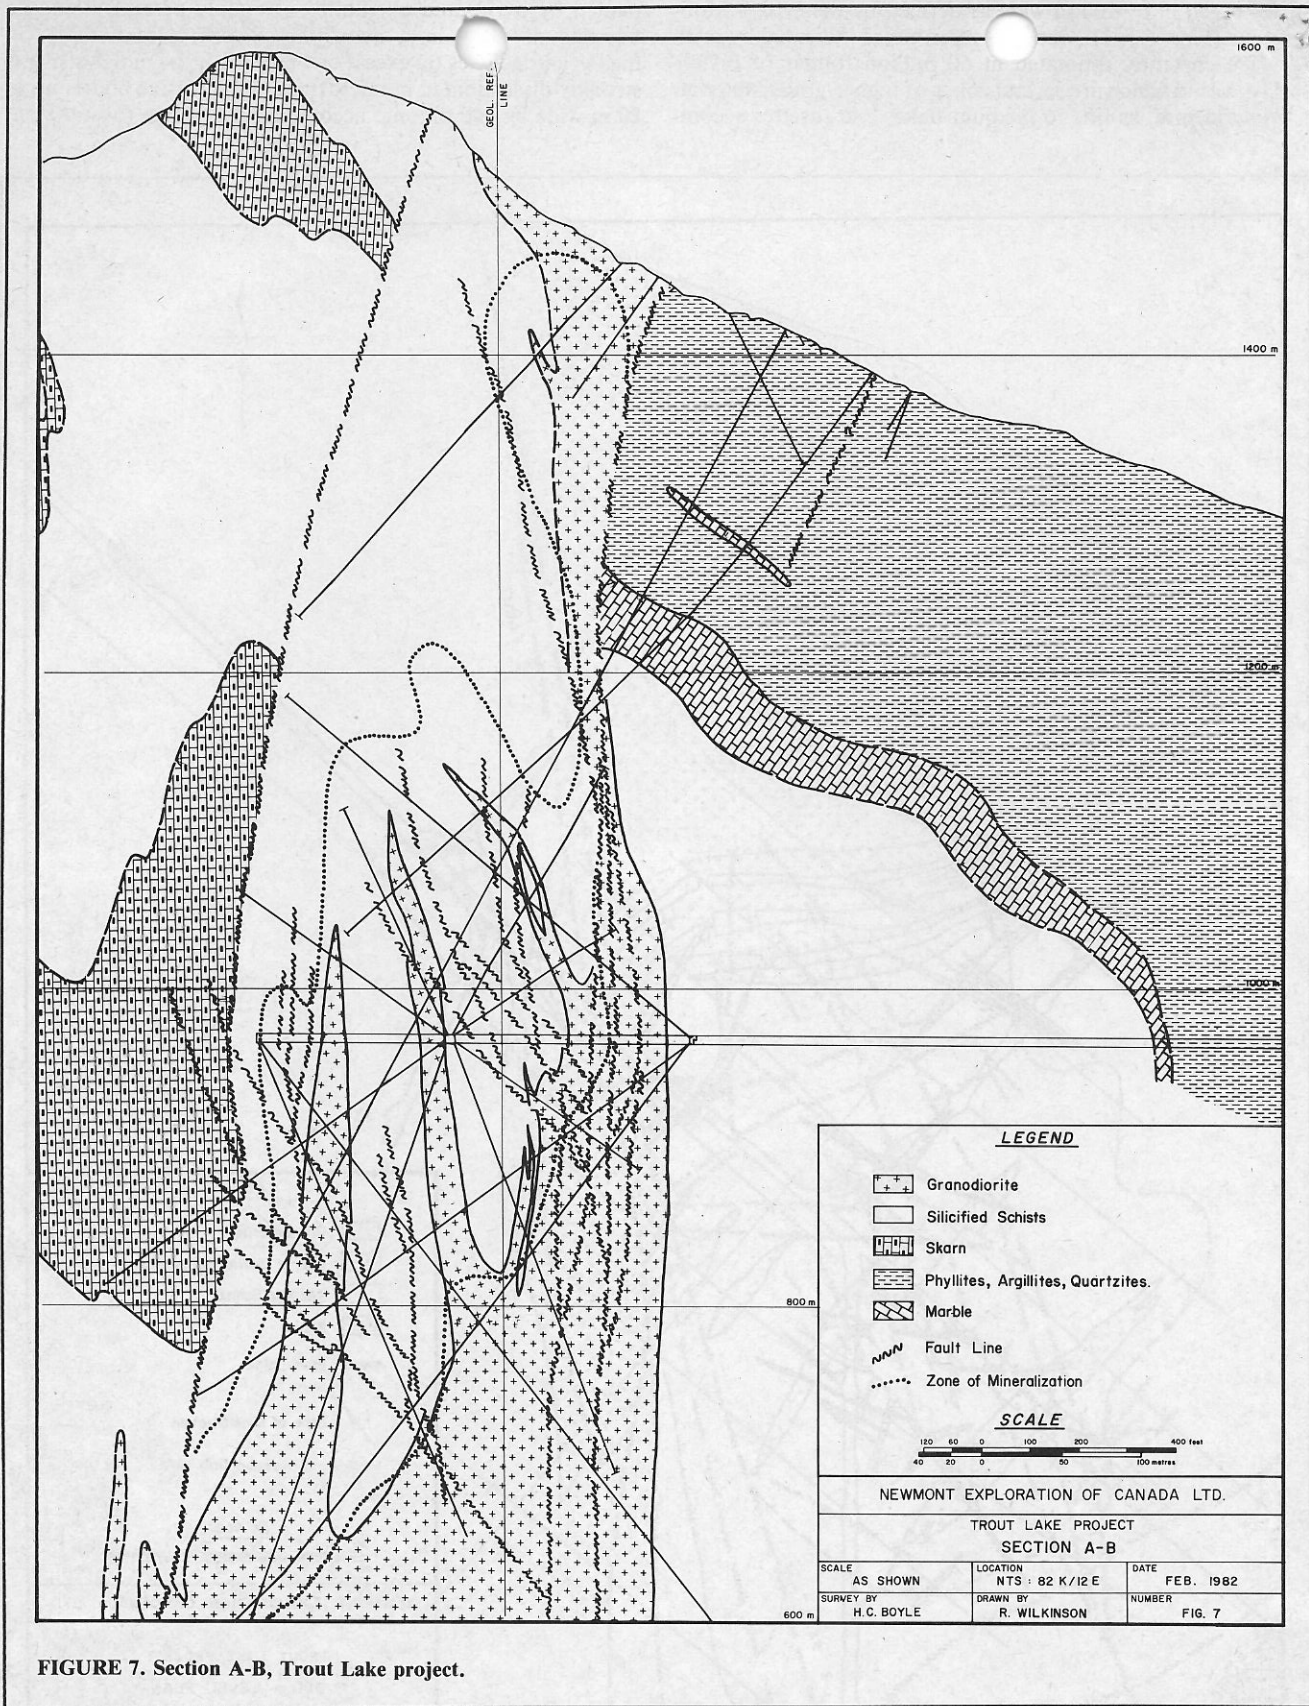 1600 m
GEOL. REF.
LINE
1400 m
1200 m
1000 m
800 m
600 m
LEGEND
Granodiorite
Silicified Schists
Skarn
Phyllites, Argillites, Quartzites.
Marble
Fault Line
Zone of Mineralization
SCALE
120 60 0 100 200 400 feet
40 20 0 50 100 metres
NEWMONT EXPLORATION OF CANADA LTD.
TROUT LAKE PROJECT
SECTION A-B
SCALE
AS SHOWN
LOCATION
NTS : 82 K/12 E
DATE
FEB. 1982
SURVEY BY
H.C. BOYLE
DRAWN BY
R. WILKINSON
NUMBER
FIG. 7
FIGURE 7. Section A-B, Trout Lake project.